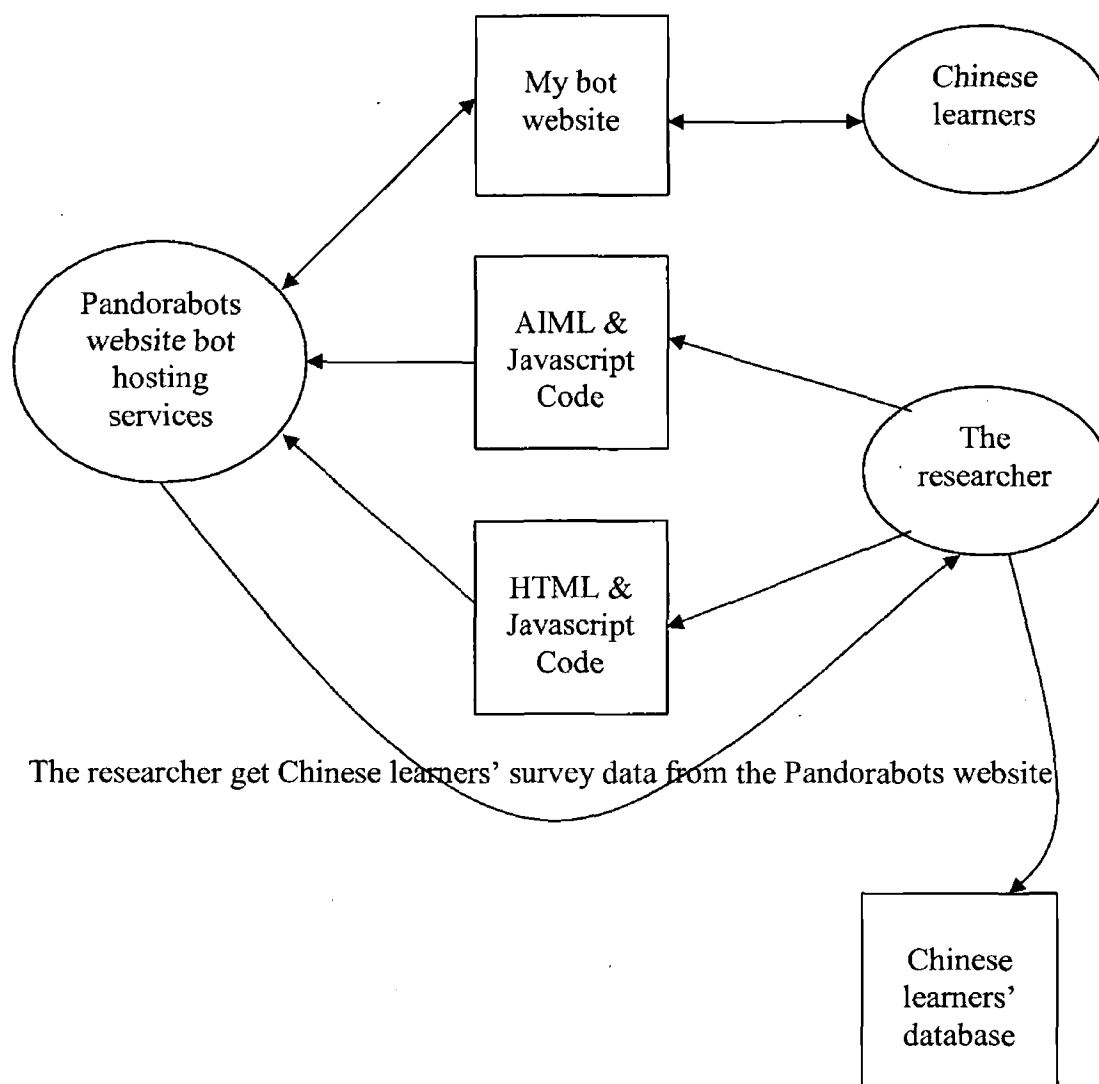 My bot
website
Chinese
learners
Pandorabots
website bot
hosting
services
AIML &
Javascript
Code
The
researcher
HTML &
Javascript
Code
The researcher get Chinese learners’ survey data from the Pandorabots website
Chinese
learners’
database